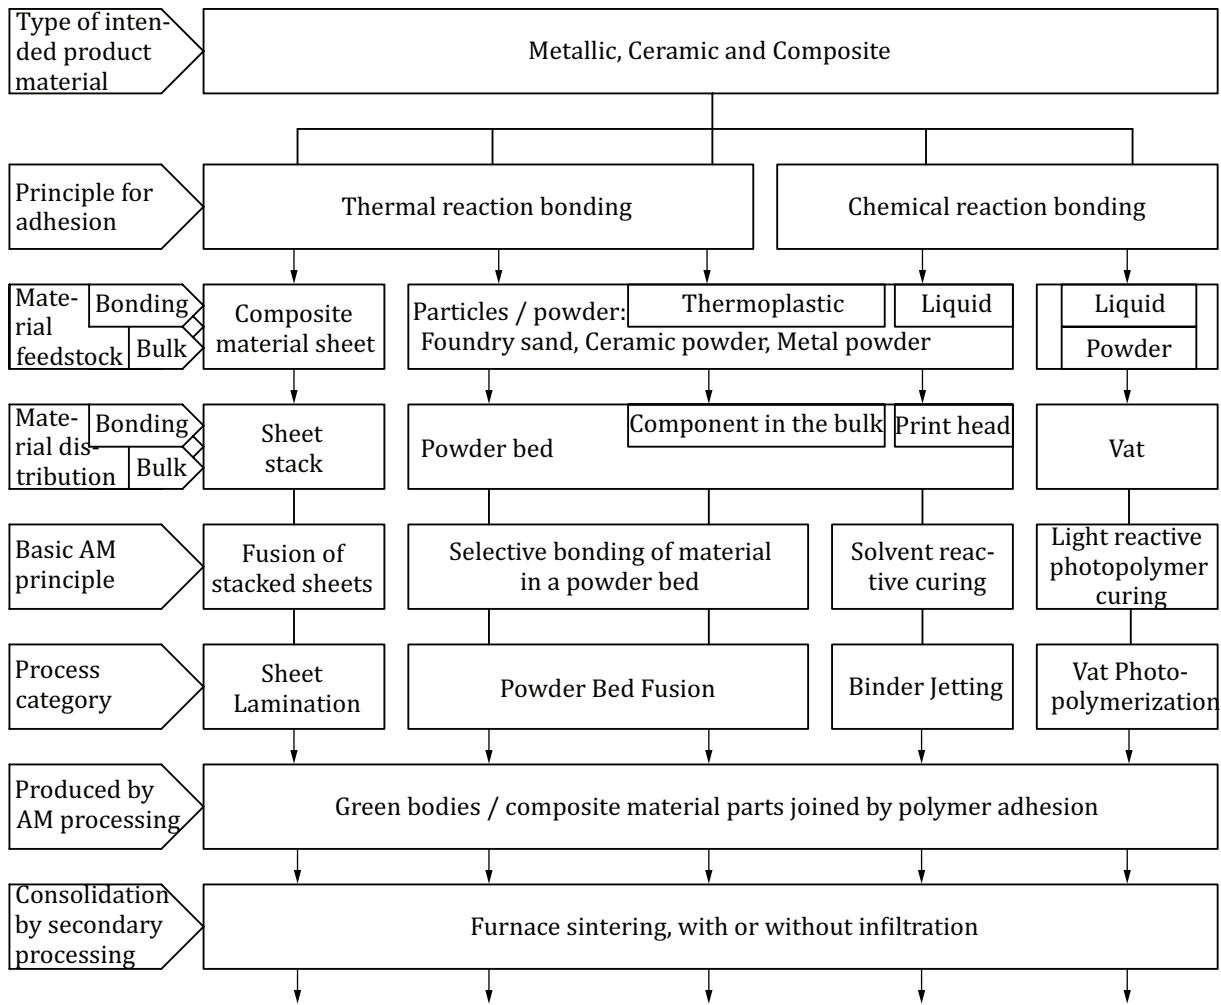 Type of inten-
ded product
material
Metallic, Ceramic and Composite
Principle for
adhesion
Thermal reaction bonding
Chemical reaction bonding
Mate-
rial
feedstock
Bonding
Bulk
Composite
material sheet
Particles / powder:
Thermoplastic
Liquid
Foundry sand, Ceramic powder, Metal powder
Liquid
Powder
Mate-
rial dis-
tribution
Bonding
Bulk
Sheet
stack
Powder bed
Component in the bulk
Print head
Vat
Basic AM
principle
Fusion of
stacked sheets
Selective bonding of material
in a powder bed
Solvent reac-
tive curing
Light reactive
photopolymer
curing
Process
category
Sheet
Lamination
Powder Bed Fusion
Binder Jetting
Vat Photo-
polymerization
Produced by
AM processing
Green bodies / composite material parts joined by polymer adhesion
Consolidation
by secondary
processing
Furnace sintering, with or without infiltration